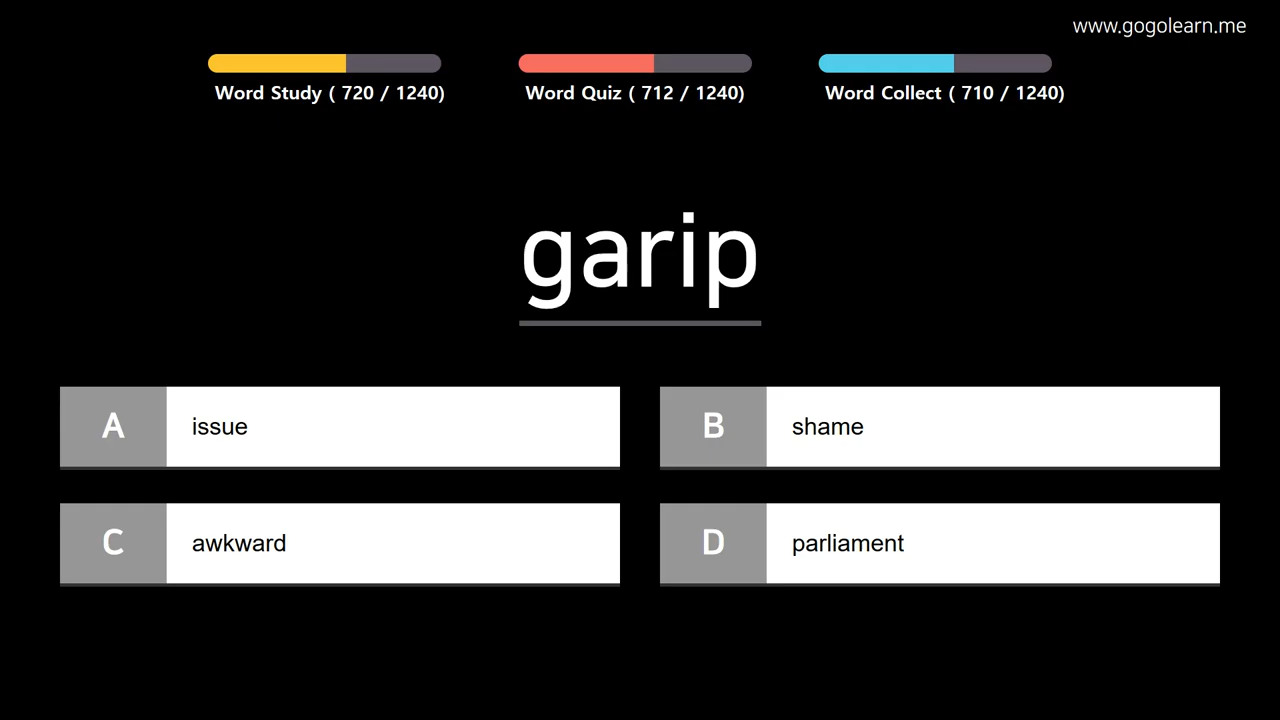 www.gogolearn.me
Word Study ( 720 / 1240)
Word Quiz ( 712 / 1240)
Word Collect ( 710 / 1240)
garip
A issue
B shame
C awkward
D parliament